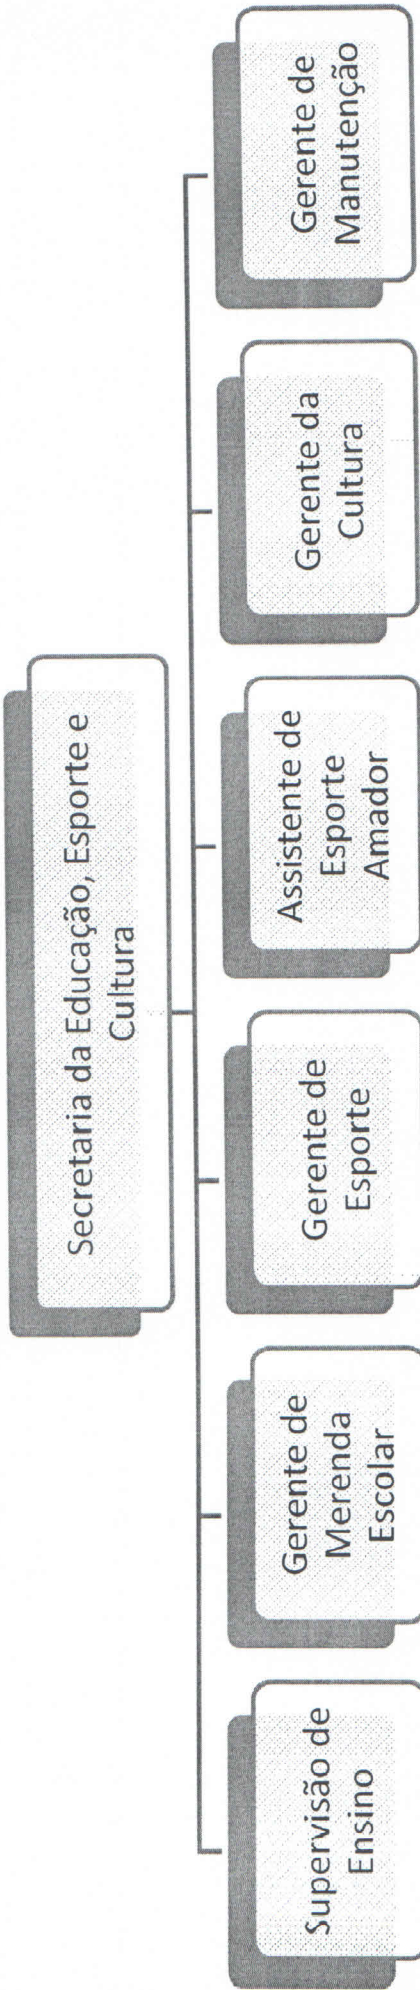 Secretaria da Educação, Esporte e
Cultura
Supervisão de
Ensino
Gerente de
Merenda
Escolar
Gerente de
Esporte
Assistente de
Esporte
Amador
Gerente da
Cultura
Gerente de
Manutenção